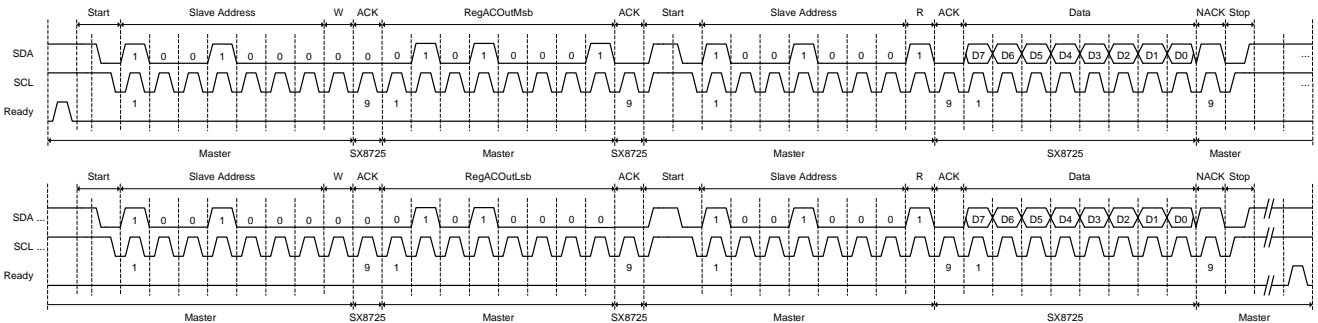 Start Slave Address W ACK RegACOutMsb ACK Start Slave Address R ACK Data NACK Stop
SDA 1 0 0 1 0 0 0 0 0 0 1 0 1 0 0 0 1 1 0 0 1 0 0 0 1 D7 D6 D5 D4 D3 D2 D1 D0 ...
SCL ...
1 9 1 9 1 9 1 9
Ready
Master SX8725 Master SX8725 Master SX8725 Master
Start Slave Address W ACK RegACOutLsb ACK Start Slave Address R ACK Data NACK Stop
SDA ... 1 0 0 1 0 0 0 0 0 0 1 0 1 0 0 0 0 1 0 0 1 0 0 0 1 D7 D6 D5 D4 D3 D2 D1 D0
SCL ...
1 9 1 9 1 9 1 9
Ready
Master SX8725 Master SX8725 Master SX8725 Master